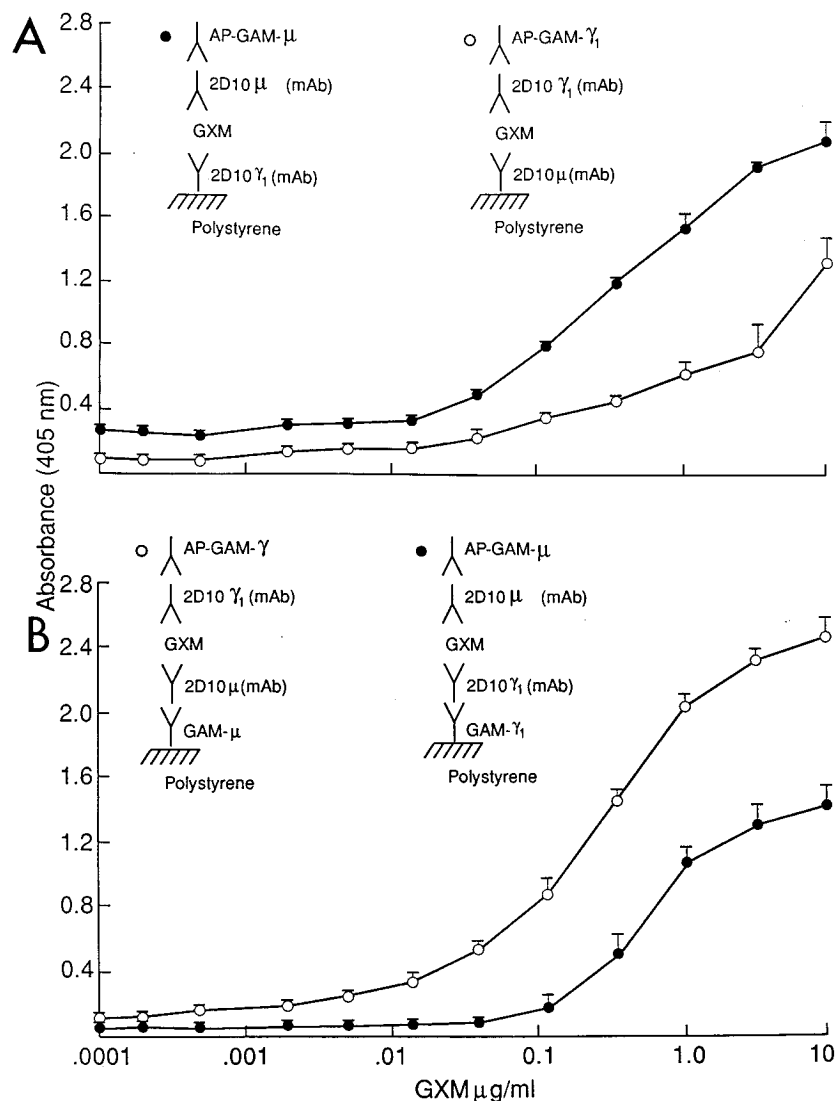 A
2.8
2.4
2.0
1.6
1.2
0.8
0.4
AP-GAM-μ
2D10 μ (mAb)
GXM
2D10 γ₁ (mAb)
Polystyrene
AP-GAM-γ₁
2D10 γ₁ (mAb)
GXM
2D10 μ (mAb)
Polystyrene
Absorbance (405 nm)
B
2.8
2.4
2.0
1.6
1.2
0.8
0.4
AP-GAM-γ
2D10 γ₁ (mAb)
GXM
2D10 μ (mAb)
GAM-μ
Polystyrene
AP-GAM-μ
2D10 μ (mAb)
GXM
2D10 γ₁ (mAb)
GAM-γ₁
Polystyrene
.0001 .001 .01 0.1 1.0 10
GXM μg/ml